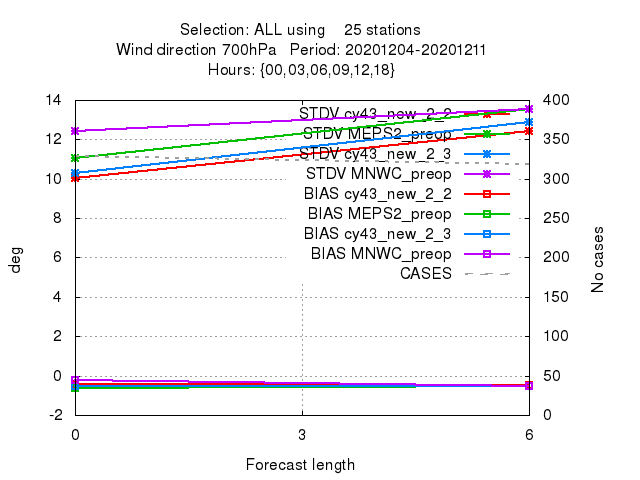 Selection: ALL using 25 stations
Wind direction 700hPa Period: 20201204-20201211
Hours: {00,03,06,09,12,18}
14 400
STDV cy43_new_2_2
STDV MEPS2_preop
12 350
STDV cy43_new_2_3
STDV MNWC_preop
10 300
BIAS cy43_new_2_2
BIAS MEPS2_preop
8 250
BIAS cy43_new_2_3
BIAS MNWC_preop
6 200
CASES
deg
No cases
4 150
2 100
0 50
-2 0
0 3 6
Forecast length